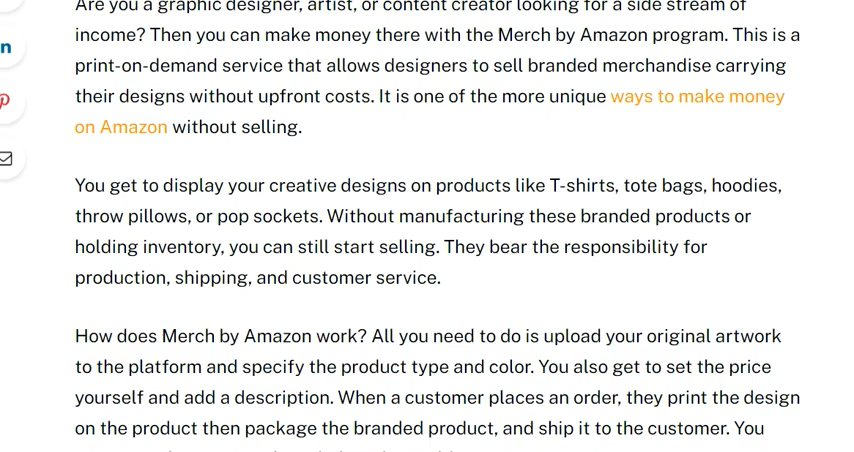 Are you a graphic designer, artist, or content creator looking for a side stream of
income? Then you can make money there with the Merch by Amazon program. This is a
print-on-demand service that allows designers to sell branded merchandise carrying
their designs without upfront costs. It is one of the more unique ways to make money
on Amazon without selling.
You get to display your creative designs on products like T-shirts, tote bags, hoodies,
throw pillows, or pop sockets. Without manufacturing these branded products or
holding inventory, you can still start selling. They bear the responsibility for
production, shipping, and customer service.
How does Merch by Amazon work? All you need to do is upload your original artwork
to the platform and specify the product type and color. You also get to set the price
yourself and add a description. When a customer places an order, they print the design
on the product then package the branded product, and ship it to the customer. You